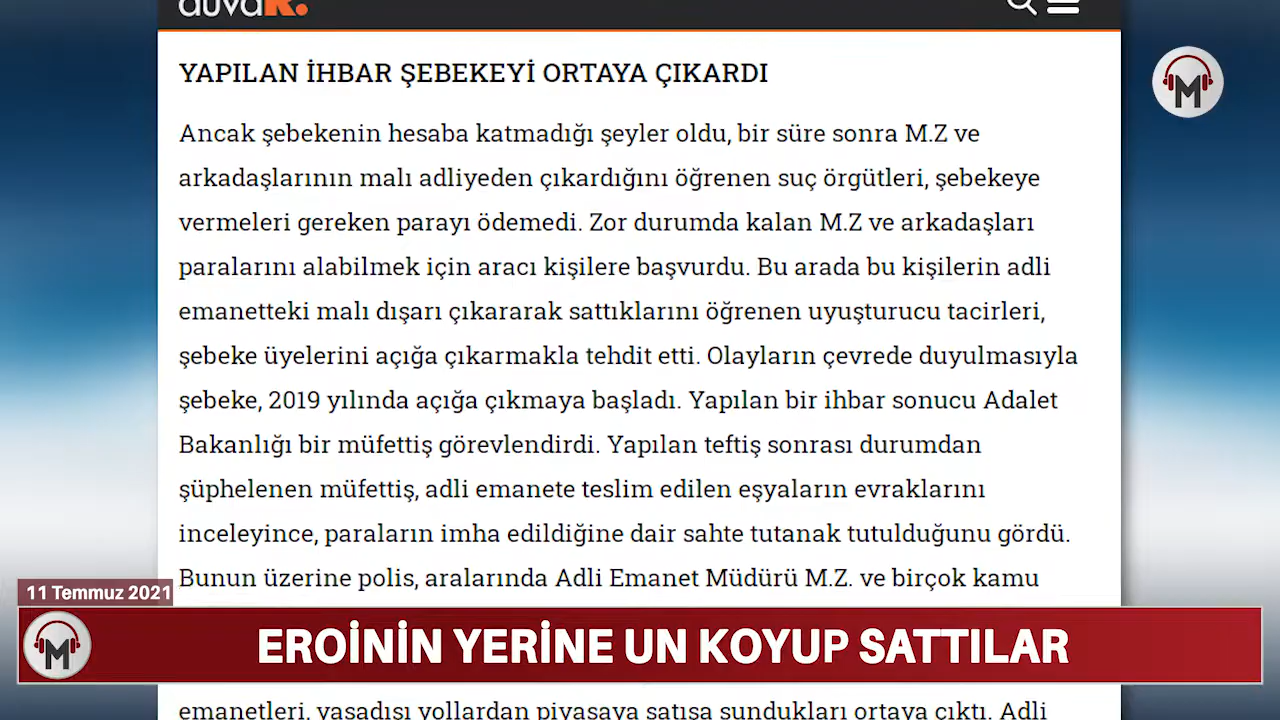 duvaR.
YAPILAN İHBAR ŞEBEKEYİ ORTAYA ÇIKARDI
M
Ancak şebekenin hesaba katmadığı şeyler oldu, bir süre sonra M.Z ve
arkadaşlarının malı adliyeden çıkardığını öğrenen suç örgütleri, şebekeye
vermeleri gereken parayı ödemedi. Zor durumda kalan M.Z ve arkadaşları
paralarını alabilmek için aracı kişilere başvurdu. Bu arada bu kişilerin adli
emanetteki malı dışarı çıkararak sattıklarını öğrenen uyuşturucu tacirleri,
şebeke üyelerini açığa çıkarmakla tehdit etti. Olayların çevrede duyulmasıyla
şebeke, 2019 yılında açığa çıkmaya başladı. Yapılan bir ihbar sonucu Adalet
Bakanlığı bir müfettiş görevlendirdi. Yapılan teftiş sonrası durumdan
şüphelenen müfettiş, adli emanete teslim edilen eşyaların evraklarını
inceleyince, paraların imha edildiğine dair sahte tutanak tutulduğunu gördü.
Bunun üzerine polis, aralarında Adli Emanet Müdürü M.Z. ve birçok kamu
11 Temmuz 2021
M
EROİNİN YERİNE UN KOYUP SATTILAR
emanetleri, yasadışı yollardan piyasaya satışa sundukları ortaya çıktı. Adli